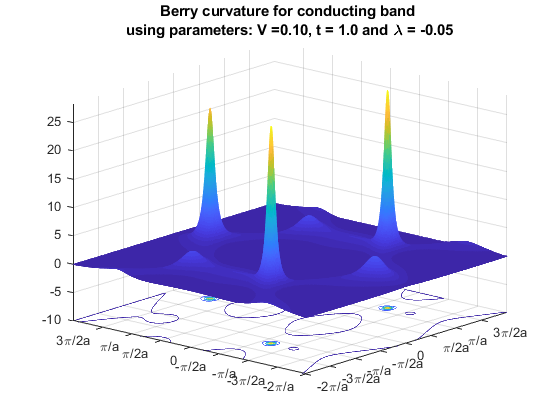 Berry curvature for conducting band
using parameters: V =0.10, t = 1.0 and λ = -0.05
25
20
15
10
5
0
-5
-10
3π/2a
π/a
π/2a
0
-π/2a
-π/a
-3π/2a
-2π/a
-2π/a
-3π/2a
-π/a
-π/2a
0
π/2a
π/a
3π/2a